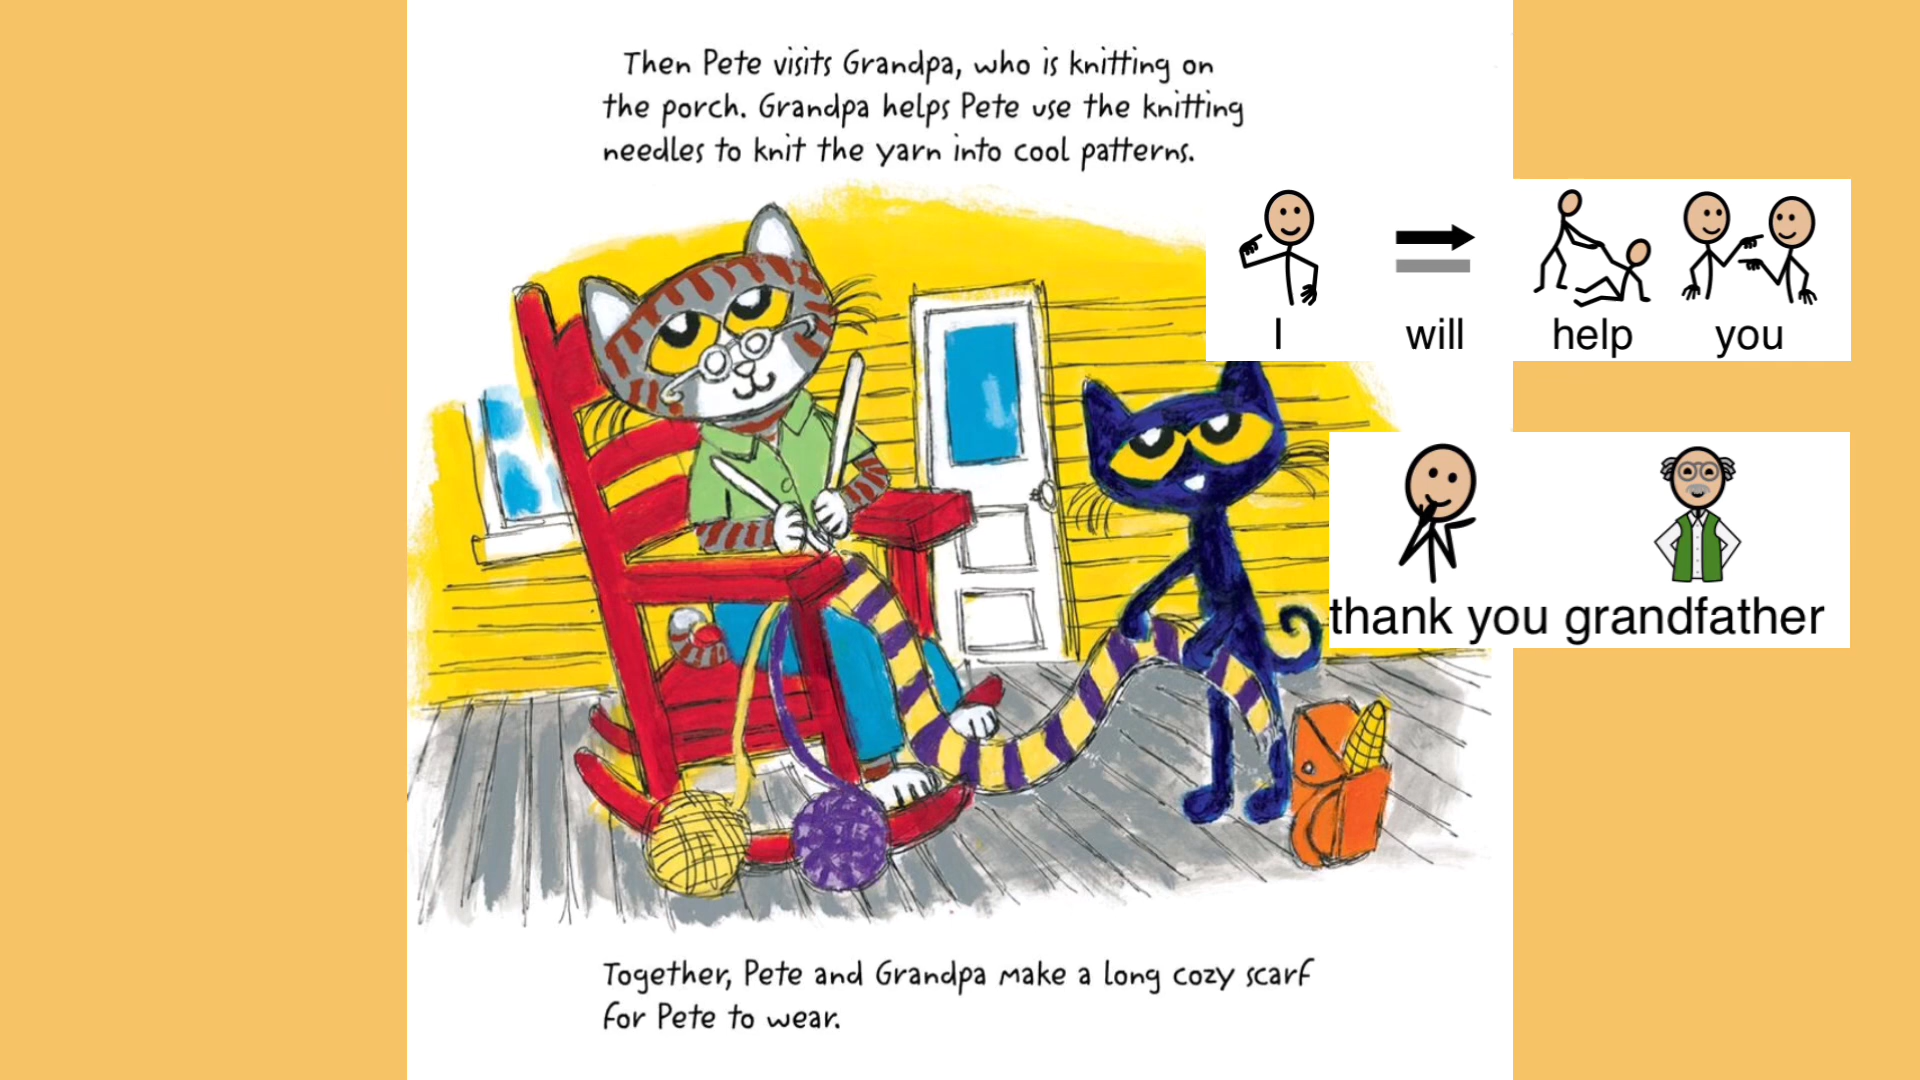 Then Pete visits Grandpa, who is knitting on
the porch. Grandpa helps Pete use the knitting
needles to knit the yarn into cool patterns.
I will help you
thank you grandfather
Together, Pete and Grandpa make a long cozy scarf
for Pete to wear.